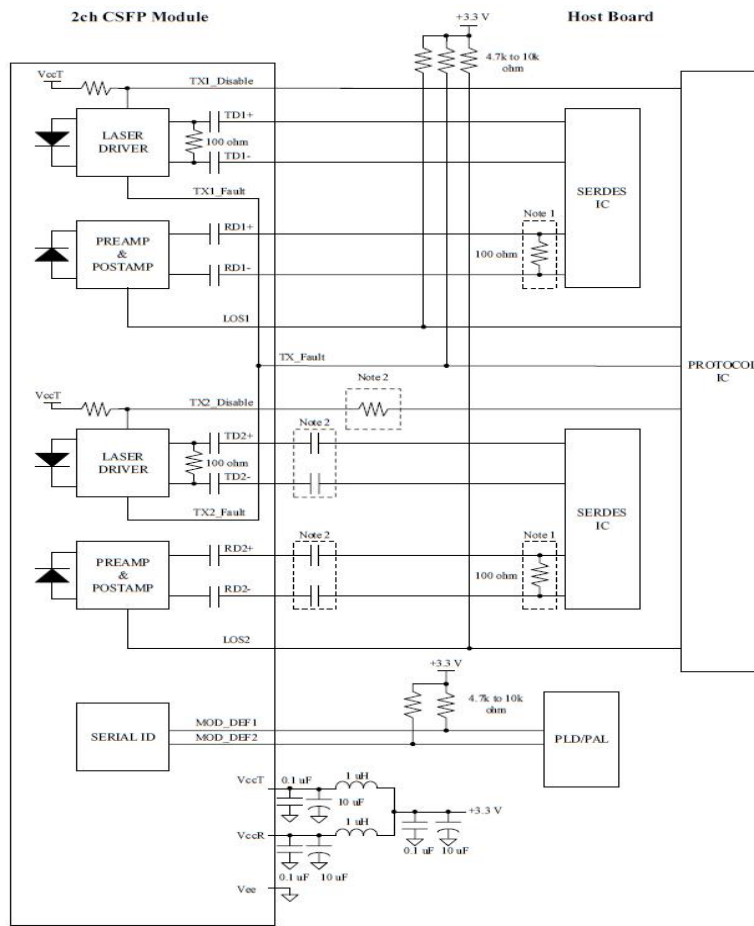 2ch CSFP Module
Host Board
+3.3 V
4.7k to 10k
ohm
VccT
TX1_Disable
LASER
DRIVER
TD1+
100 ohm
TD1-
TX1_Fault
SERDES
IC
PREAMP
&
POSTAMP
RD1+
RD1-
Note 1
100 ohm
LOS1
TX_Fault
PROTOCOL
IC
VccT
TX2_Disable
Note 2
LASER
DRIVER
TD2+
100 ohm
TD2-
Note 2
TX2_Fault
SERDES
IC
PREAMP
&
POSTAMP
RD2+
RD2-
Note 2
Note 1
100 ohm
LOS2
+3.3 V
4.7k to 10k
ohm
SERIAL ID
MOD_DEF1
MOD_DEF2
PLD/PAL
VccT
0.1 uF
1 uH
10 uF
+3.3 V
VccR
1 uH
0.1 uF
10 uF
0.1 uF
10 uF
Vee